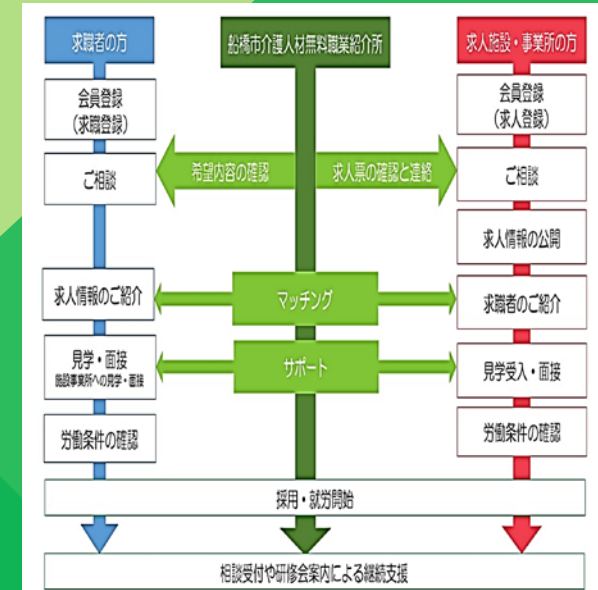 求職者の方
船橋市介護人材無料職業紹介所
求人施設・事業所の方
会員登録
(求職登録)
会員登録
(求人登録)
ご相談
希望内容の確認
求人票の確認と連絡
ご相談
求人情報の公開
求人情報のご紹介
マッチング
求職者のご紹介
見学・面接
施設事業所への見学・面接
サポート
見学受入・面接
労働条件の確認
労働条件の確認
採用・就労開始
相談受付や研修会案内による継続支援